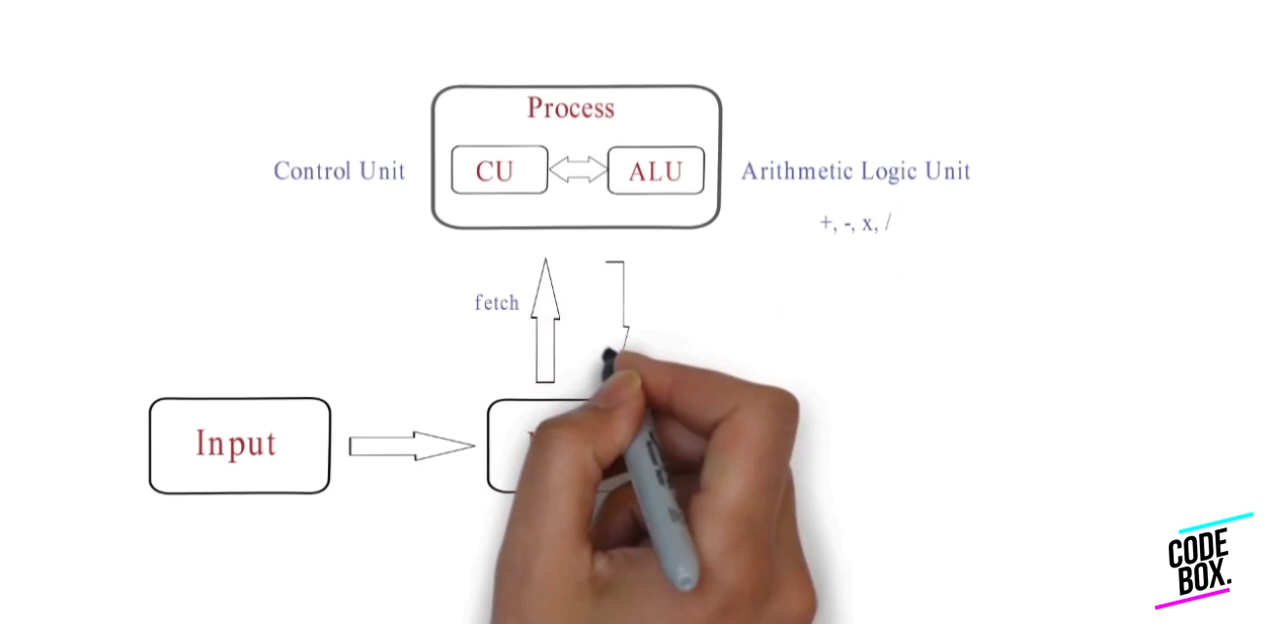 Process
Control Unit
CU
ALU
Arithmetic Logic Unit
+, -, x, /
fetch
Input
CODE
BOX.